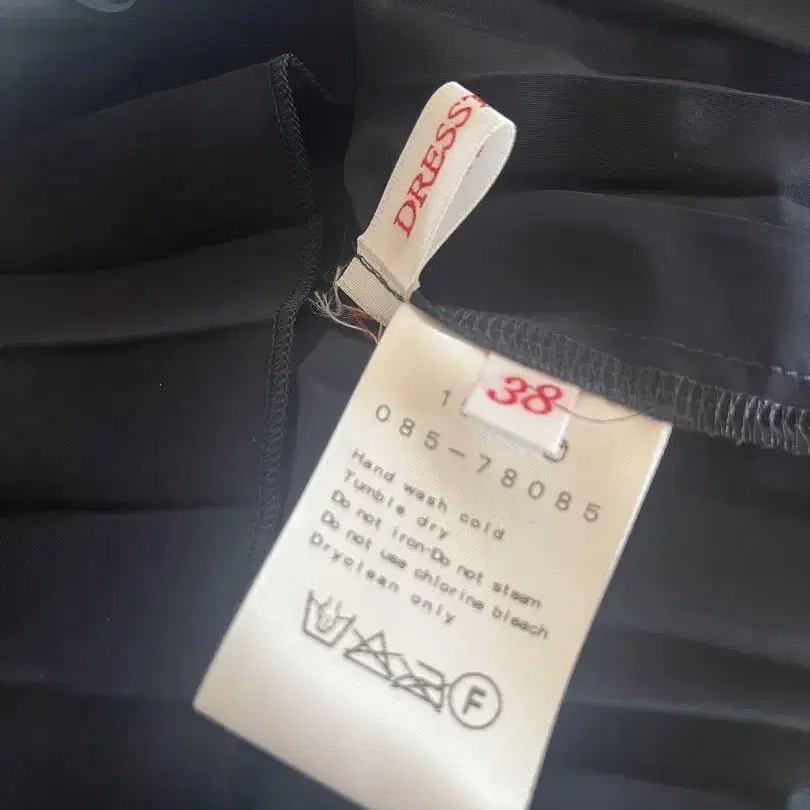 DRESS
38
085-78085
Hand wash cold
Tumble dry
Do not iron·Do not steam
Do not use chlorine bleach
Dryclean only
F